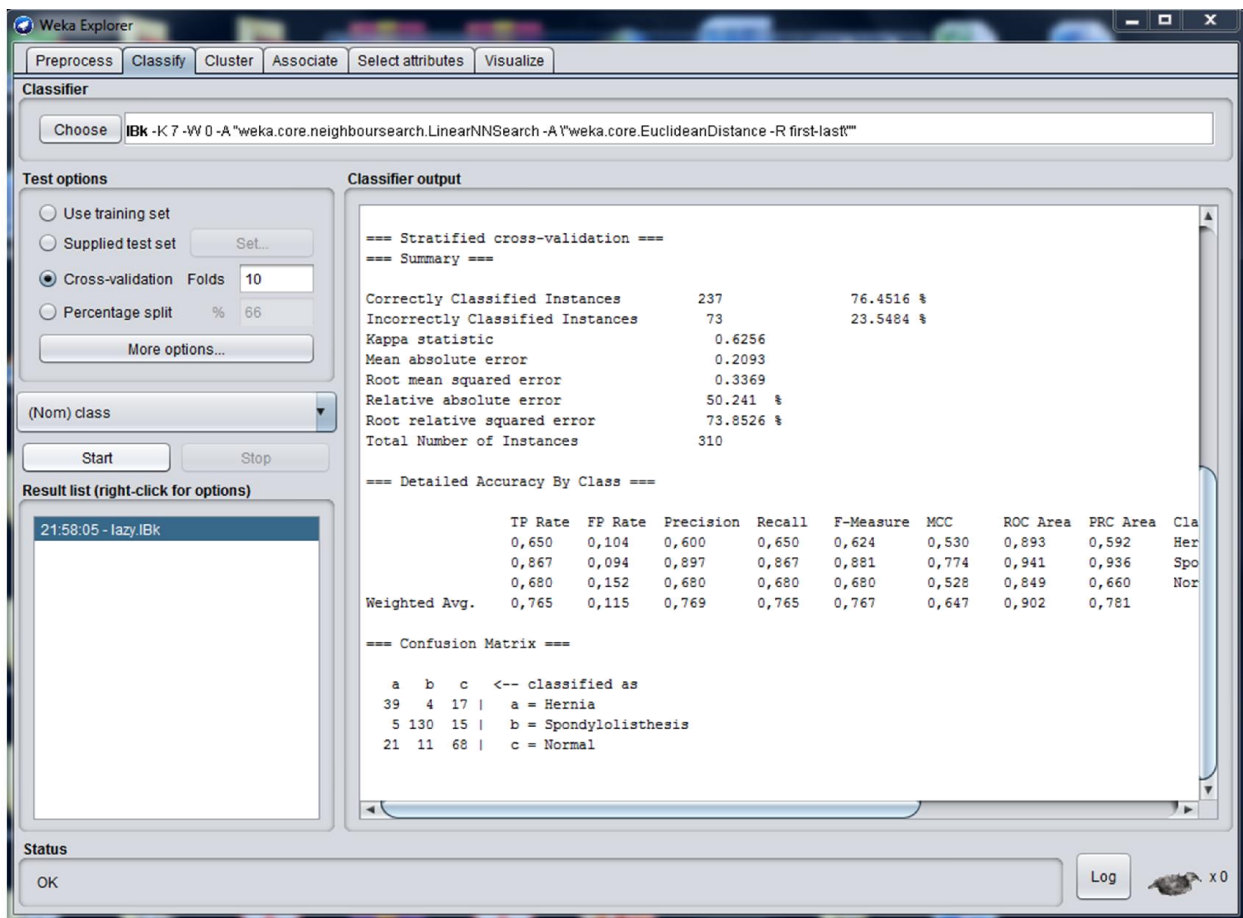 Weka Explorer
Preprocess Classify Cluster Associate Select attributes Visualize
Classifier
Choose IBk -K 7 -W 0 -A "weka.core.neighboursearch.LinearNNSearch -A \"weka.core.EuclideanDistance -R first-last\""
Test options
Use training set
Supplied test set Set...
Cross-validation Folds 10
Percentage split % 66
More options...
(Nom) class
Start Stop
Result list (right-click for options)
21:58:05 - lazy.IBk
Classifier output
=== Stratified cross-validation ===
=== Summary ===
Correctly Classified Instances 237 76.4516 %
Incorrectly Classified Instances 73 23.5484 %
Kappa statistic 0.6256
Mean absolute error 0.2093
Root mean squared error 0.3369
Relative absolute error 50.241 %
Root relative squared error 73.8526 %
Total Number of Instances 310
=== Detailed Accuracy By Class ===
TP Rate FP Rate Precision Recall F-Measure MCC ROC Area PRC Area Cla
0,650 0,104 0,600 0,650 0,624 0,530 0,893 0,592 Her
0,867 0,094 0,897 0,867 0,881 0,774 0,941 0,936 Spo
0,680 0,152 0,680 0,680 0,680 0,528 0,849 0,660 Nor
Weighted Avg. 0,765 0,115 0,769 0,765 0,767 0,647 0,902 0,781
=== Confusion Matrix ===
a b c <-- classified as
39 4 17 | a = Hernia
5 130 15 | b = Spondylolisthesis
21 11 68 | c = Normal
Status
OK
Log x 0